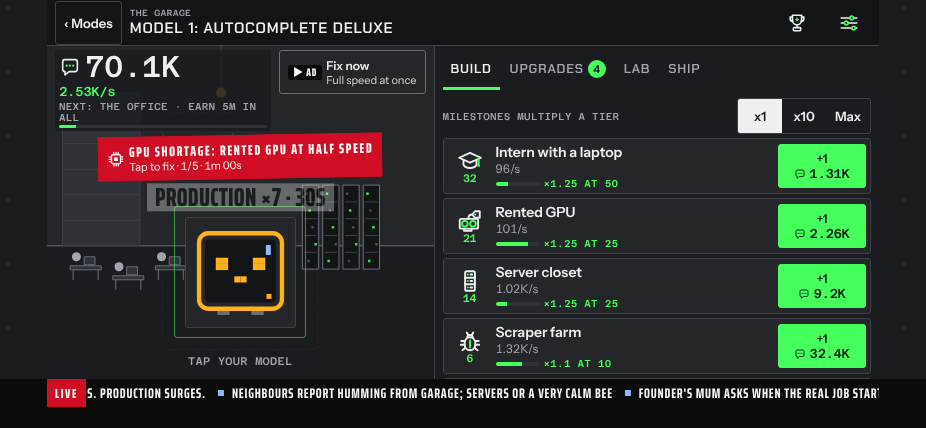 ‹ Modes
THE GARAGE
MODEL 1: AUTOCOMPLETE DELUXE
70.1K
2.53K/s
NEXT: THE OFFICE · EARN 5M IN ALL
AD
Fix now
Full speed at once
GPU SHORTAGE: RENTED GPU AT HALF SPEED
Tap to fix · 1/5 · 1m 00s
PRODUCTION ×7 · 30S
TAP YOUR MODEL
BUILD
UPGRADES 4
LAB
SHIP
MILESTONES MULTIPLY A TIER
x1
x10
Max
Intern with a laptop
96/s
32
×1.25 AT 50
+1
1.31K
Rented GPU
101/s
21
×1.25 AT 25
+1
2.26K
Server closet
1.02K/s
14
×1.25 AT 25
+1
9.2K
Scraper farm
1.32K/s
6
×1.1 AT 10
+1
32.4K
LIVE
S. PRODUCTION SURGES. NEIGHBOURS REPORT HUMMING FROM GARAGE; SERVERS OR A VERY CALM BEE FOUNDER'S MUM ASKS WHEN THE REAL JOB START